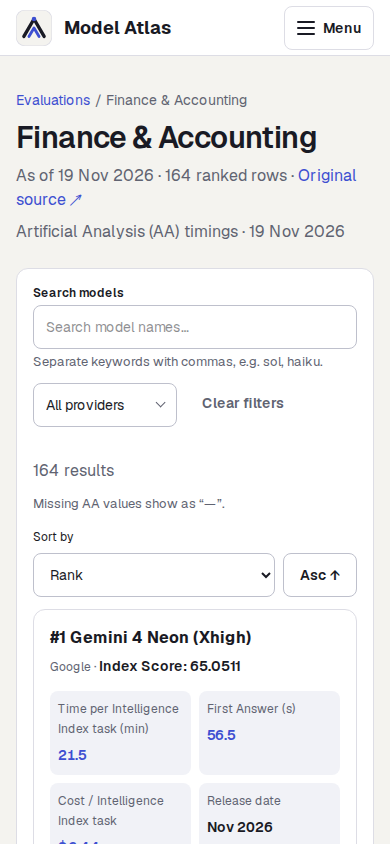 Model Atlas
Menu
Evaluations / Finance & Accounting
Finance & Accounting
As of 19 Nov 2026 · 164 ranked rows · Original
source ↗
Artificial Analysis (AA) timings · 19 Nov 2026
Search models
Search model names…
Separate keywords with commas, e.g. sol, haiku.
All providers
Clear filters
164 results
Missing AA values show as “—”.
Sort by
Rank
Asc ↑
#1 Gemini 4 Neon (Xhigh)
Google · Index Score: 65.0511
Time per Intelligence
Index task (min)
21.5
First Answer (s)
56.5
Cost / Intelligence
Index task
Release date
Nov 2026